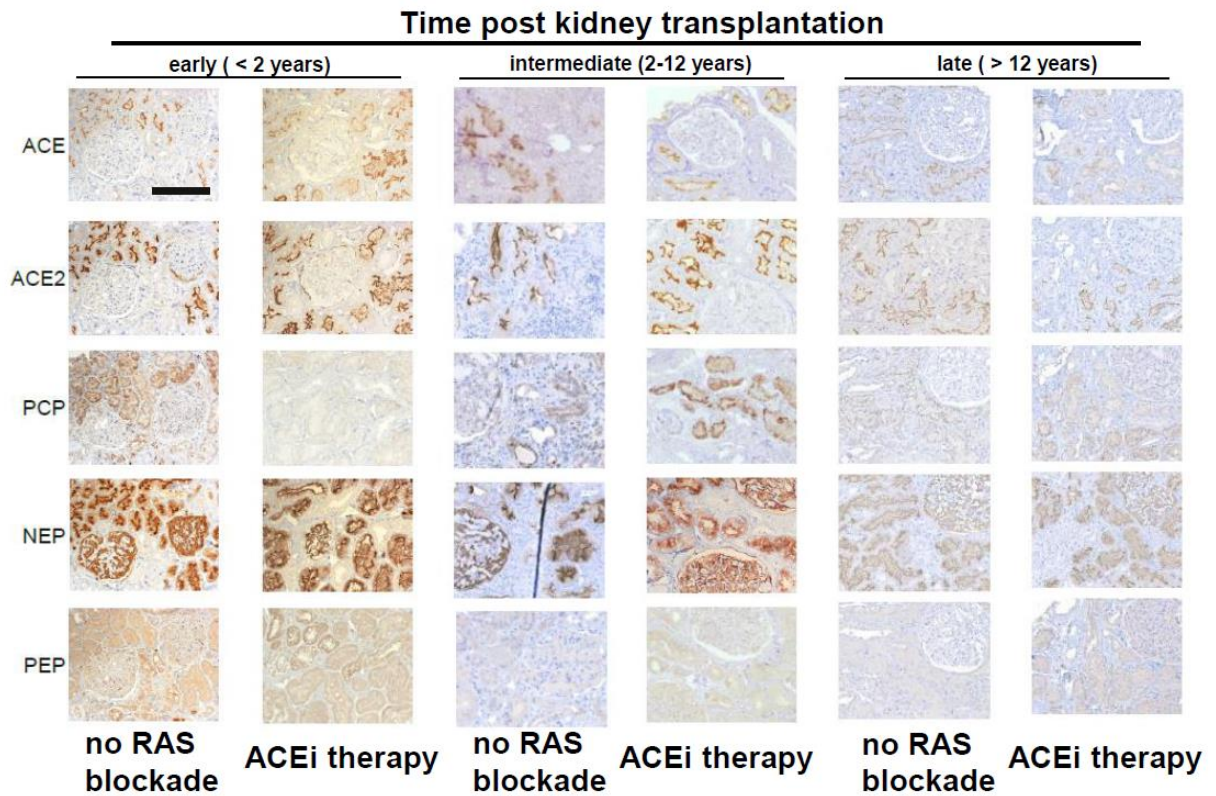 Time post kidney transplantation
early ( < 2 years)
intermediate (2-12 years)
late ( > 12 years)
ACE
ACE2
PCP
NEP
PEP
no RAS
blockade
ACEi therapy
no RAS
blockade
ACEi therapy
no RAS
blockade
ACEi therapy